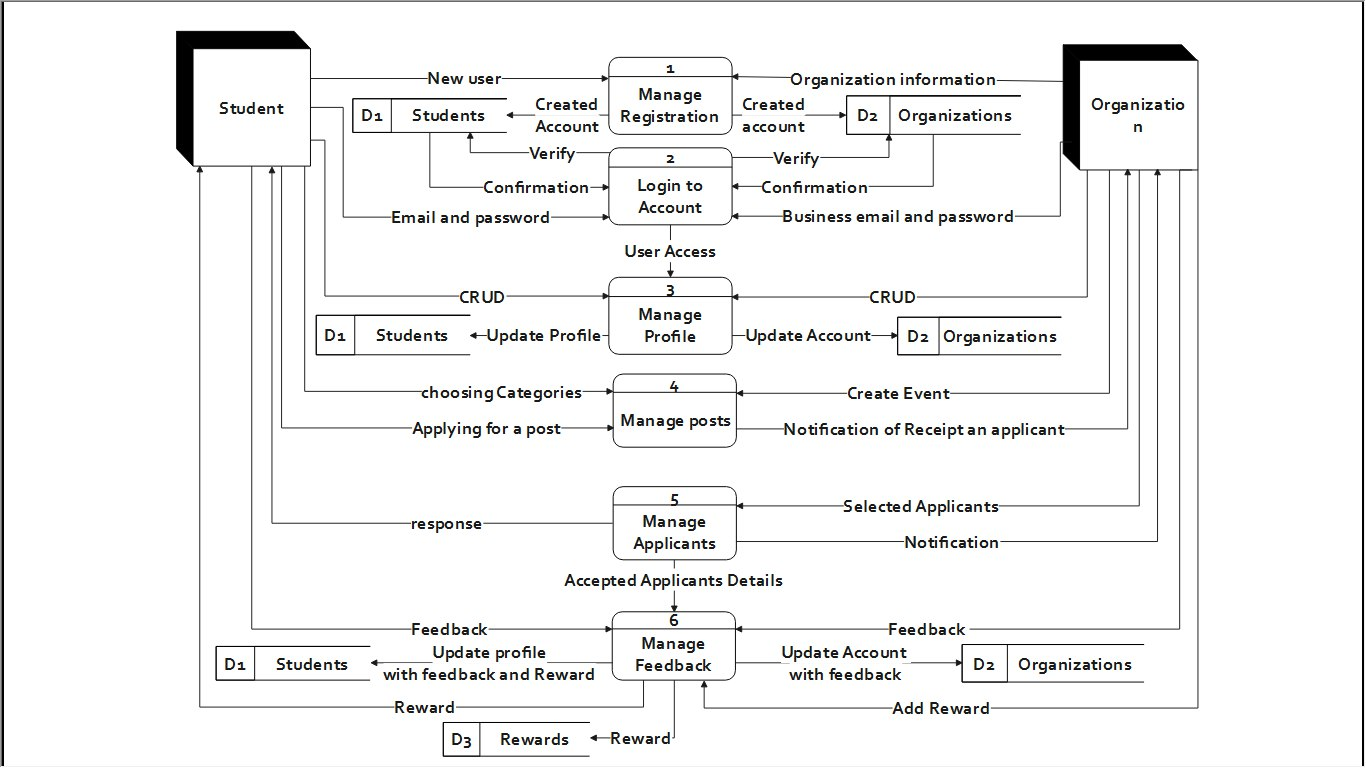 Student
Organizatio
n
New user
1
Manage
Registration
Organization information
D1 Students
Created
Account
Created
account
D2 Organizations
Verify
2
Login to
Account
Verify
Confirmation
Confirmation
Email and password
Business email and password
User Access
CRUD
3
Manage
Profile
CRUD
D1 Students
Update Profile
Update Account
D2 Organizations
choosing Categories
4
Manage posts
Create Event
Applying for a post
Notification of Receipt an applicant
5
Manage
Applicants
Selected Applicants
response
Notification
Accepted Applicants Details
Feedback
6
Manage
Feedback
Feedback
D1 Students
Update profile
with feedback and Reward
Update Account
with feedback
D2 Organizations
Reward
Add Reward
D3 Rewards
Reward